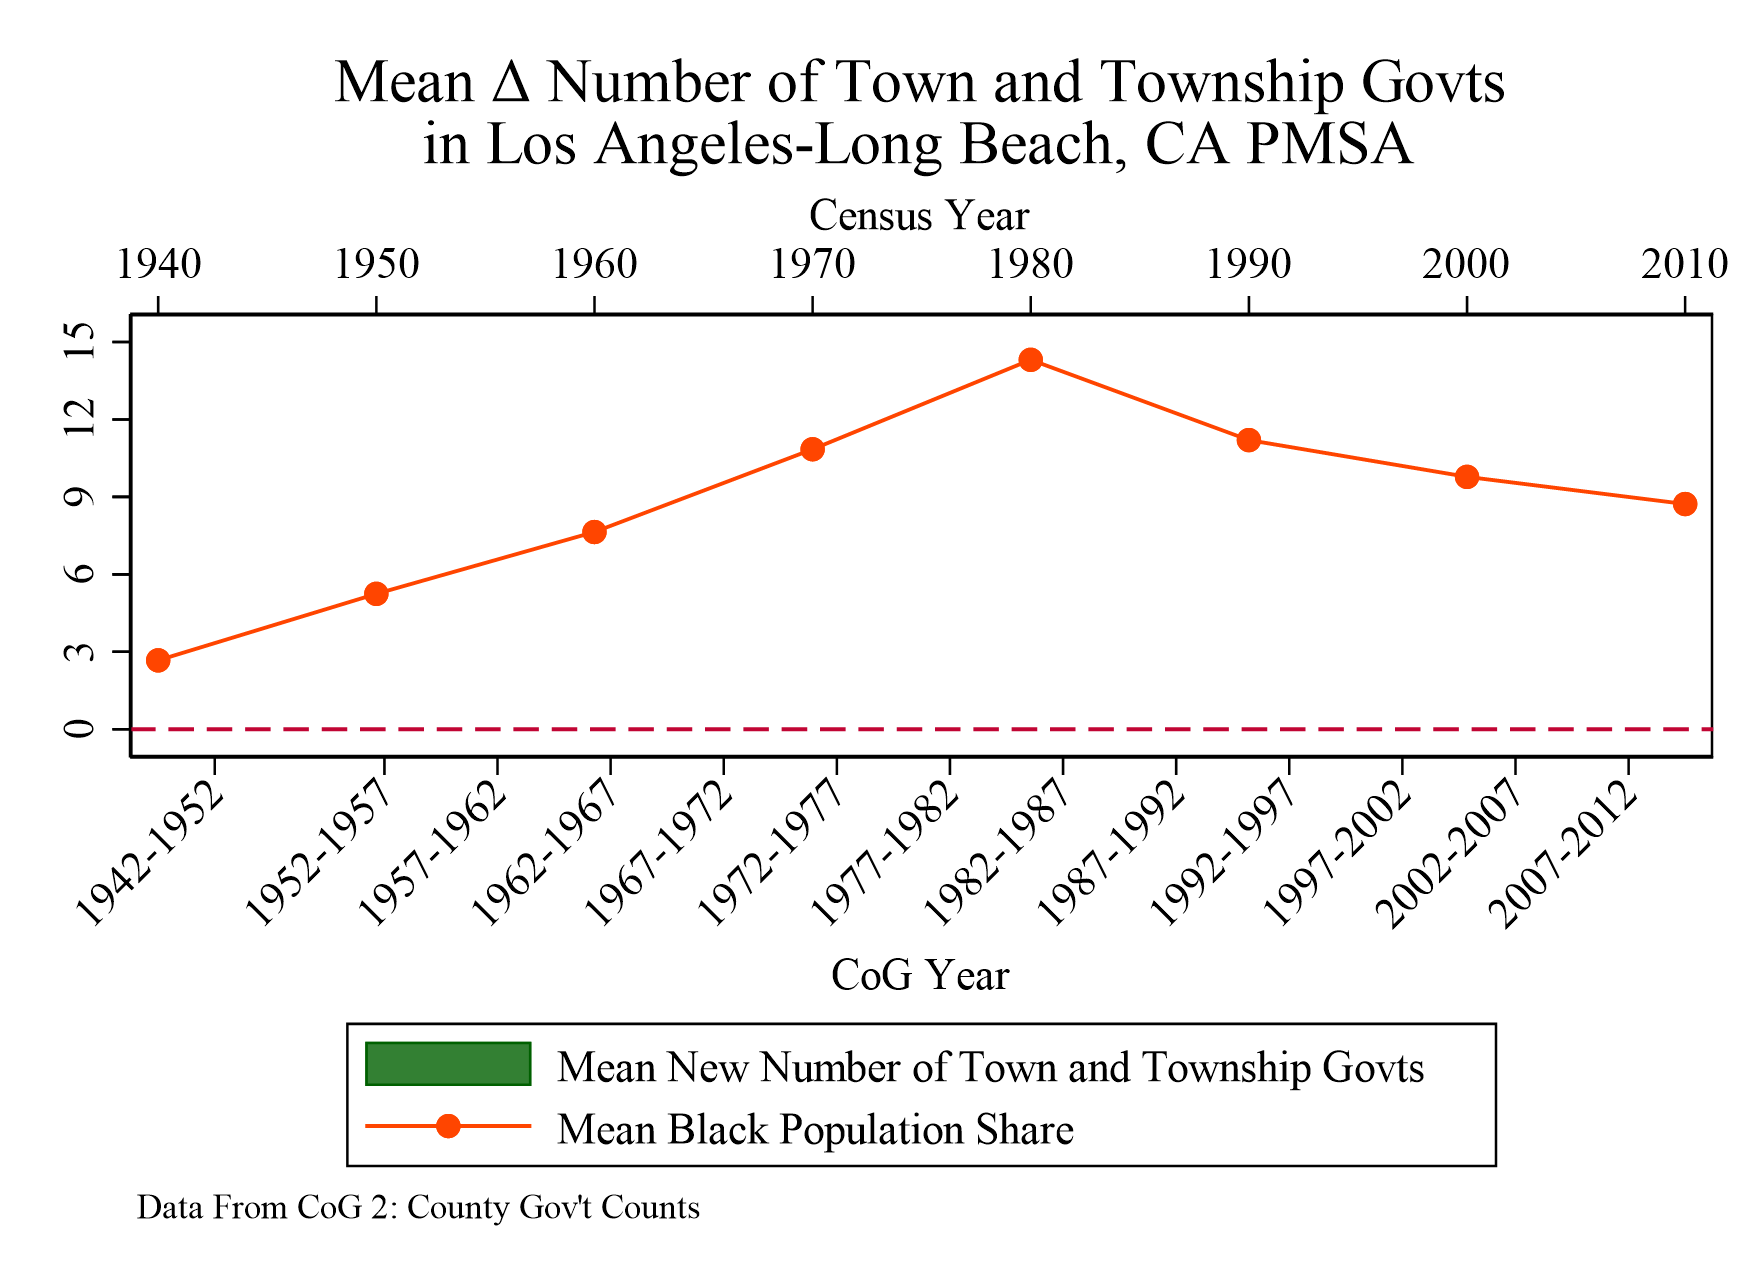 Mean Δ Number of Town and Township Govts
in Los Angeles-Long Beach, CA PMSA
Census Year
1940 1950 1960 1970 1980 1990 2000 2010
15
12
9
6
3
0
1942-1952 1952-1957 1957-1962 1962-1967 1967-1972 1972-1977 1977-1982 1982-1987 1987-1992 1992-1997 1997-2002 2002-2007 2007-2012
CoG Year
Mean New Number of Town and Township Govts
Mean Black Population Share
Data From CoG 2: County Gov't Counts